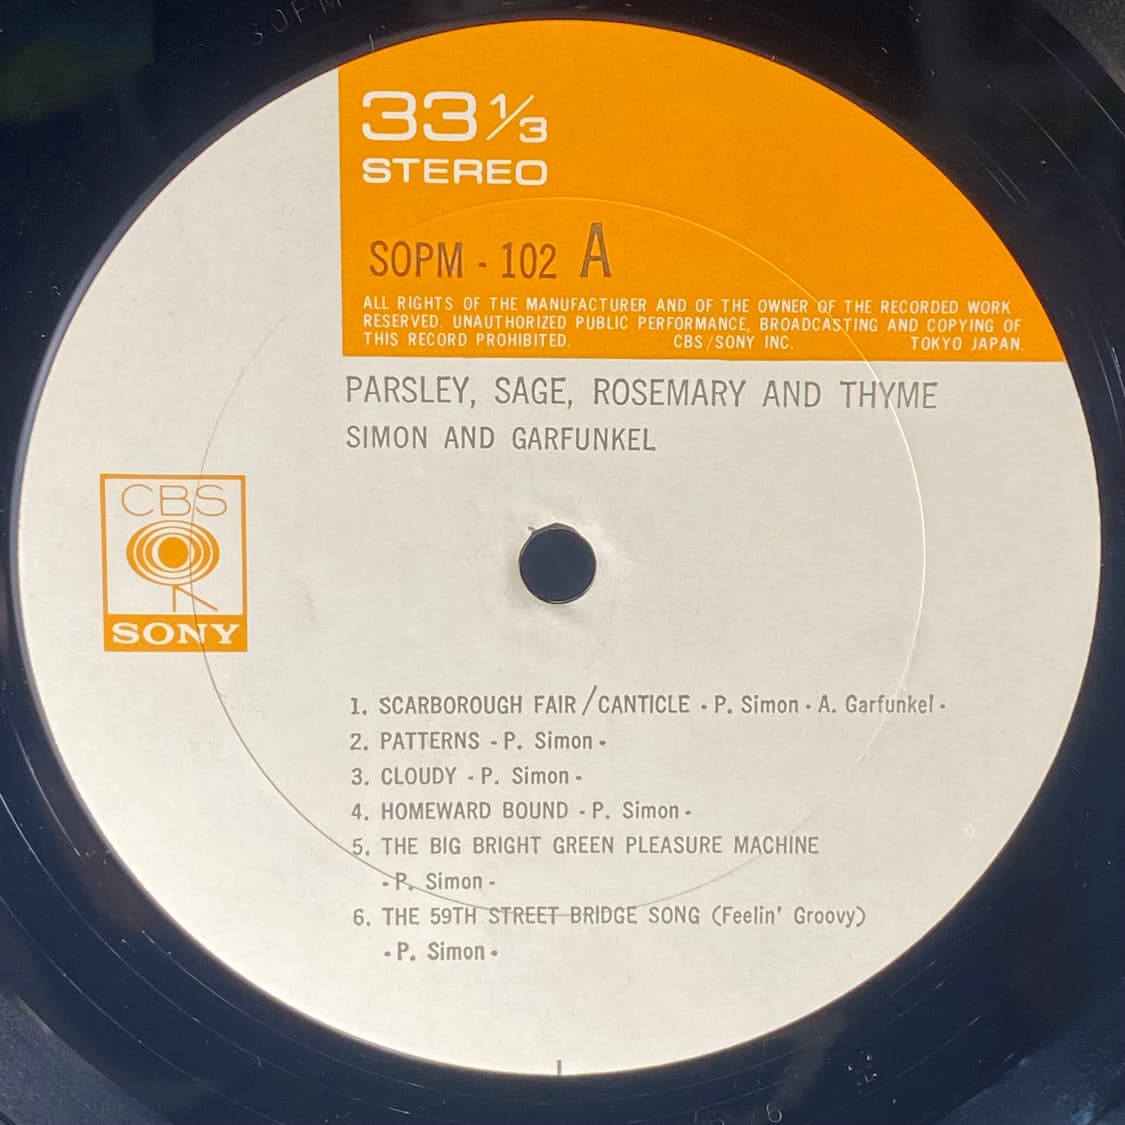 SOPM
33 1/3
STEREO
SOPM - 102 A
ALL RIGHTS OF THE MANUFACTURER AND OF THE OWNER OF THE RECORDED WORK
RESERVED. UNAUTHORIZED PUBLIC PERFORMANCE, BROADCASTING AND COPYING OF
THIS RECORD PROHIBITED. CBS/SONY INC. TOKYO JAPAN.
PARSLEY, SAGE, ROSEMARY AND THYME
SIMON AND GARFUNKEL
CBS
SONY
1. SCARBOROUGH FAIR/CANTICLE - P. Simon · A. Garfunkel -
2. PATTERNS - P. Simon -
3. CLOUDY - P. Simon -
4. HOMEWARD BOUND - P. Simon -
5. THE BIG BRIGHT GREEN PLEASURE MACHINE
- P. Simon -
6. THE 59TH STREET BRIDGE SONG (Feelin' Groovy)
- P. Simon -